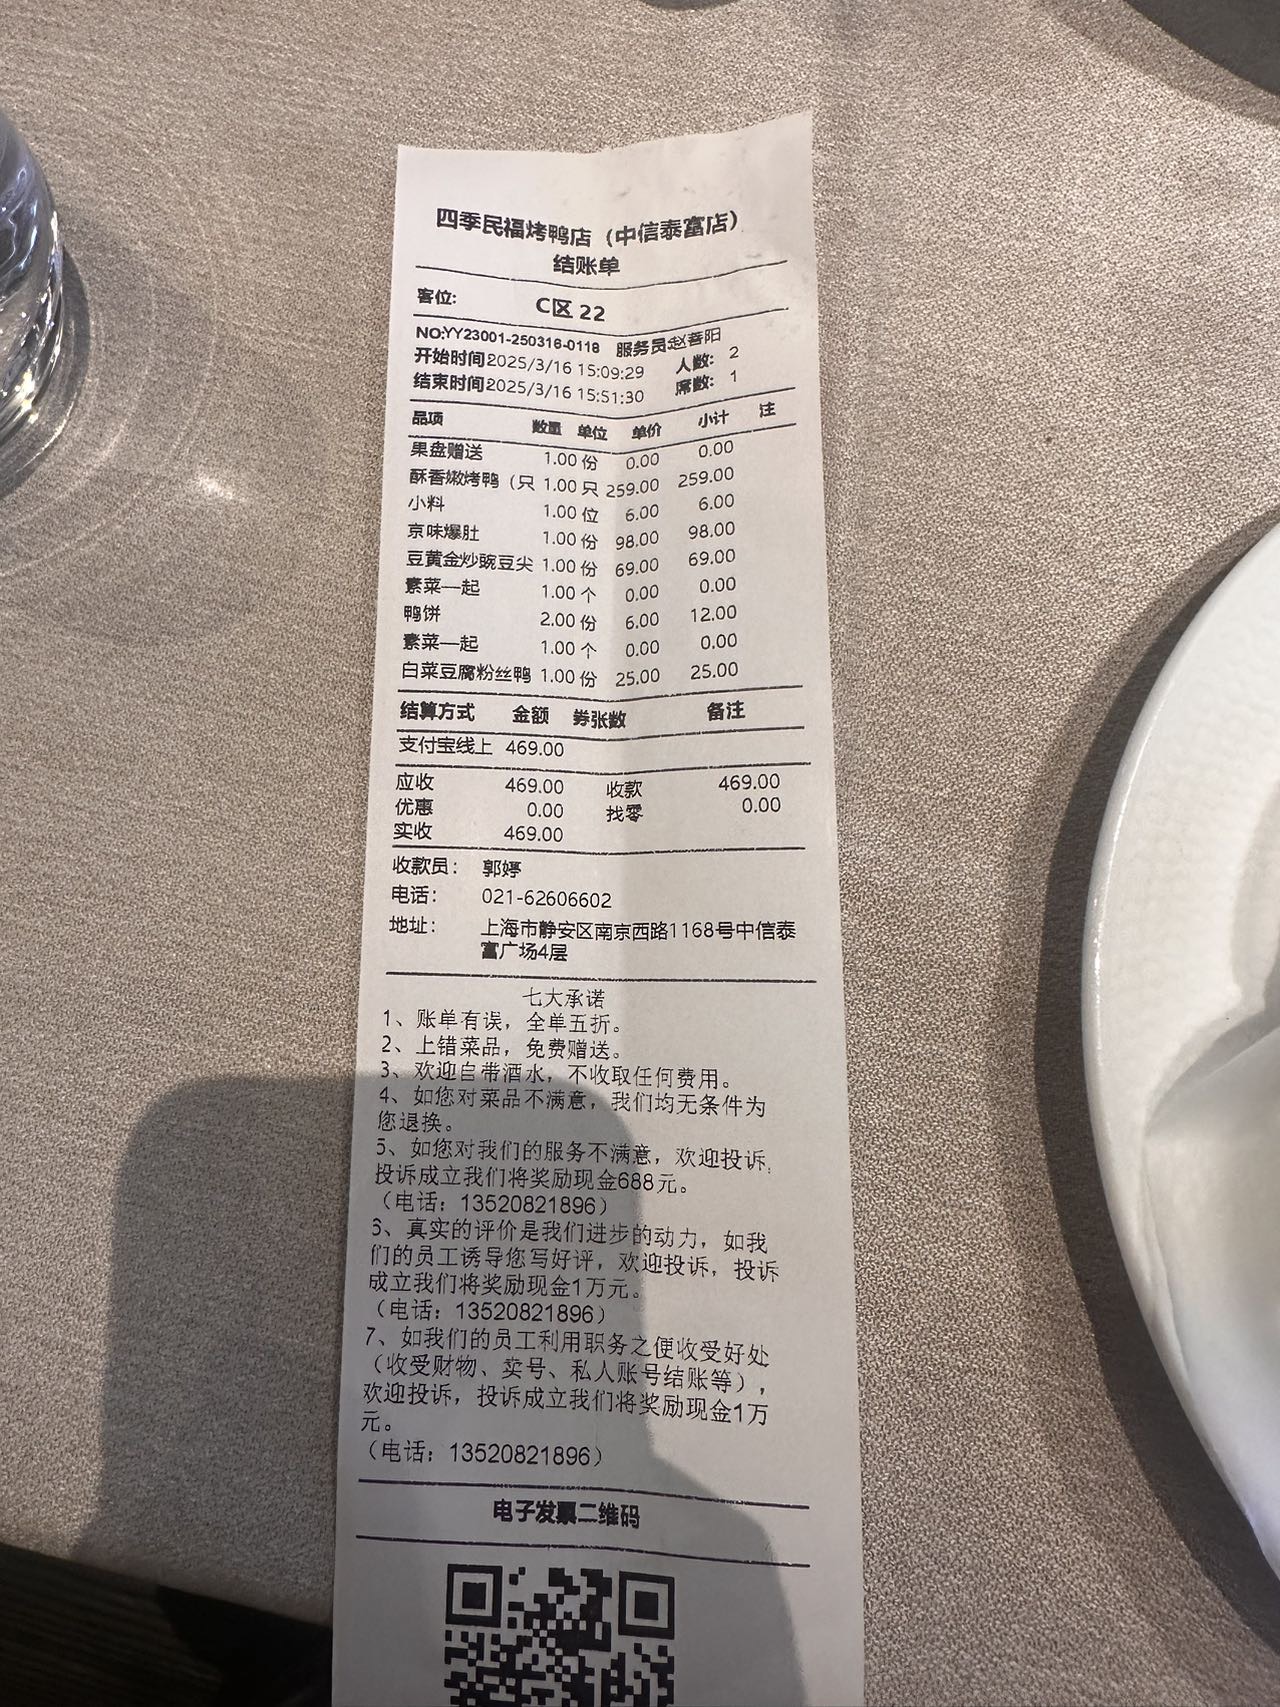 四季民福烤鸭店（中信泰富店）
结账单
客位: C区 22
NO:YY23001-250316-0118 服务员:赵春阳
开始时间2025/3/16 15:09:29 人数: 2
结束时间2025/3/16 15:51:30 席数: 1
品项 数量 单位 单价 小计 注
果盘赠送 1.00 份 0.00 0.00
酥香嫩烤鸭（只 1.00 只 259.00 259.00
小料 1.00 位 6.00 6.00
京味爆肚 1.00 份 98.00 98.00
豆黄金炒豌豆尖 1.00 份 69.00 69.00
素菜一起 1.00 个 0.00 0.00
鸭饼 2.00 份 6.00 12.00
素菜一起 1.00 个 0.00 0.00
白菜豆腐粉丝鸭 1.00 份 25.00 25.00
结算方式 金额 券张数 备注
支付宝线上 469.00
应收 469.00 收款 469.00
优惠 0.00 找零 0.00
实收 469.00
收款员: 郭婷
电话: 021-62606602
地址: 上海市静安区南京西路1168号中信泰
富广场4层
七大承诺
1、账单有误，全单五折。
2、上错菜品，免费赠送。
3、欢迎自带酒水，不收取任何费用。
4、如您对菜品不满意，我们均无条件为
您退换。
5、如您对我们的服务不满意，欢迎投诉，
投诉成立我们将奖励现金688元。
（电话：13520821896）
6、真实的评价是我们进步的动力，如我
们的员工诱导您写好评，欢迎投诉，投诉
成立我们将奖励现金1万元。
（电话：13520821896）
7、如我们的员工利用职务之便收受好处
（收受财物、卖号、私人账号结账等），
欢迎投诉，投诉成立我们将奖励现金1万
元。
（电话：13520821896）
电子发票二维码